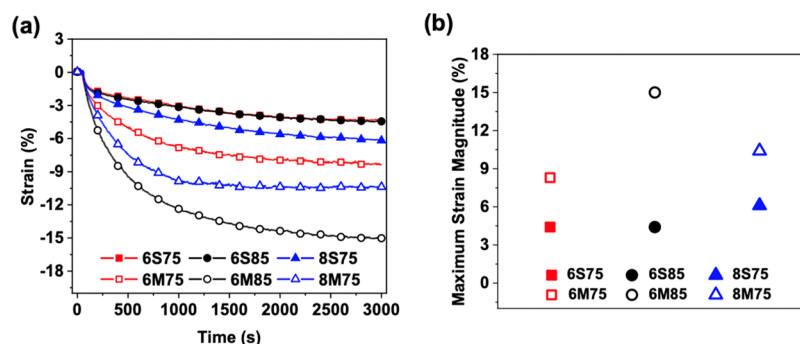 (a)
3
0
-3
-6
-9
-12
-15
-18
Strain (%)
6S75 6S85 8S75
6M75 6M85 8M75
0 500 1000 1500 2000 2500 3000
Time (s)
(b)
18
15
12
9
6
3
0
Maximum Strain Magnitude (%)
6S75 6S85 8S75
6M75 6M85 8M75